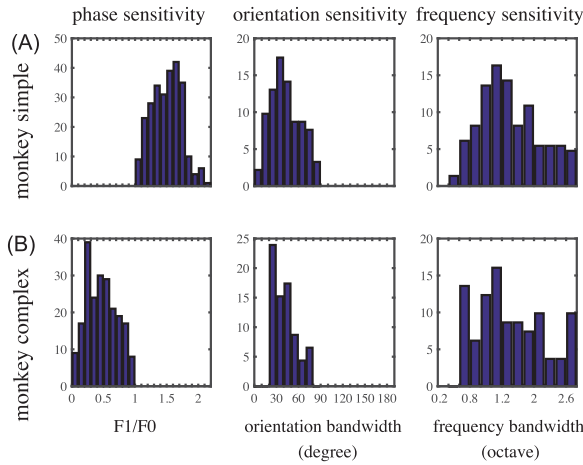 phase sensitivity orientation sensitivity frequency sensitivity
(A)
monkey simple
50 40 30 20 10 0
20 15 10 5 0
20 15 10 5 0
(B)
monkey complex
40 30 20 10 0
25 20 15 10 5 0
20 15 10 5 0
0 0.5 1 1.5 2
0 30 60 90 120 150 180
0.2 0.8 1.2 2 2.6
F1/F0 orientation bandwidth frequency bandwidth
(degree) (octave)